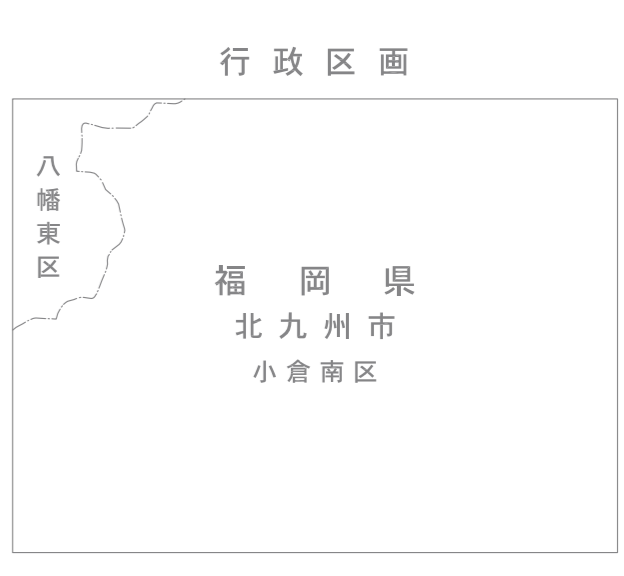 行政区画
八幡東区
福岡県
北九州市
小倉南区